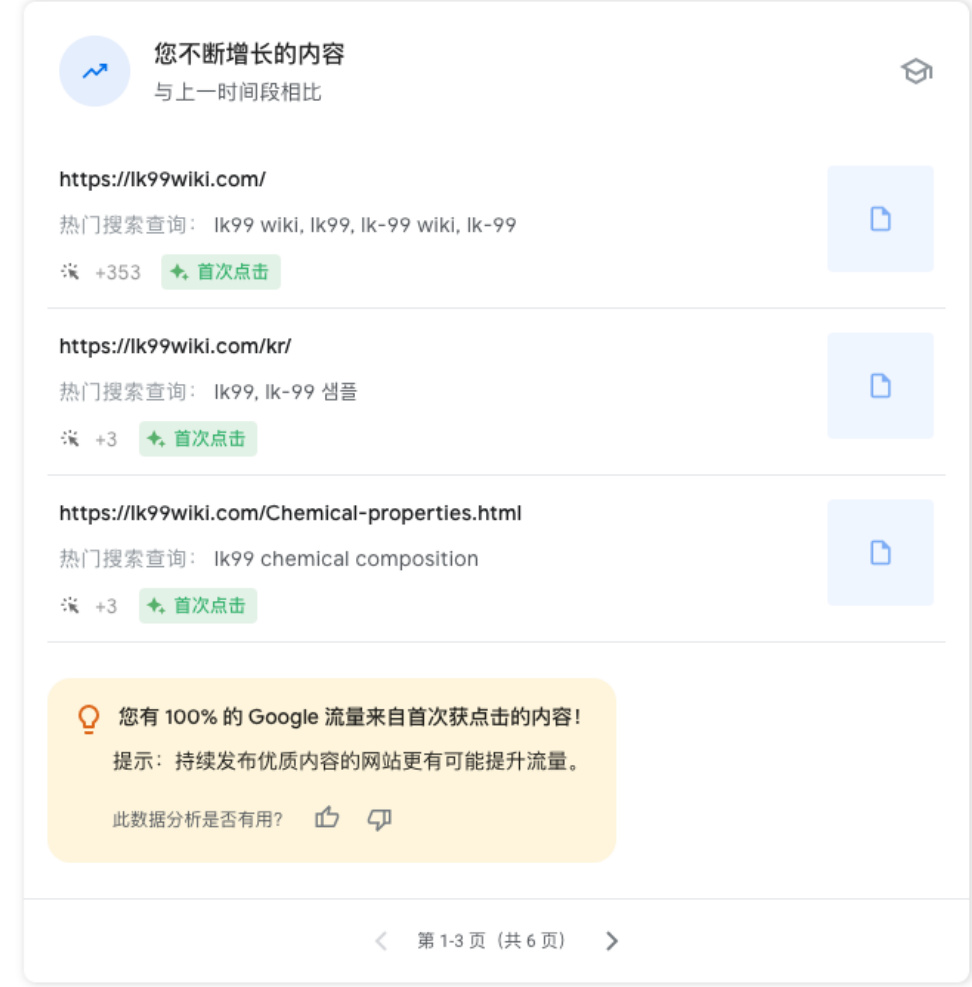 您不断增长的内容
与上一时间段相比
https://lk99wiki.com/
热门搜索查询： lk99 wiki, lk99, lk-99 wiki, lk-99
+353 首次点击
https://lk99wiki.com/kr/
热门搜索查询： lk99, lk-99 샘플
+3 首次点击
https://lk99wiki.com/Chemical-properties.html
热门搜索查询： lk99 chemical composition
+3 首次点击
您有 100% 的 Google 流量来自首次获点击的内容！
提示：持续发布优质内容的网站更有可能提升流量。
此数据分析是否有用？
第 1-3 页（共 6 页）